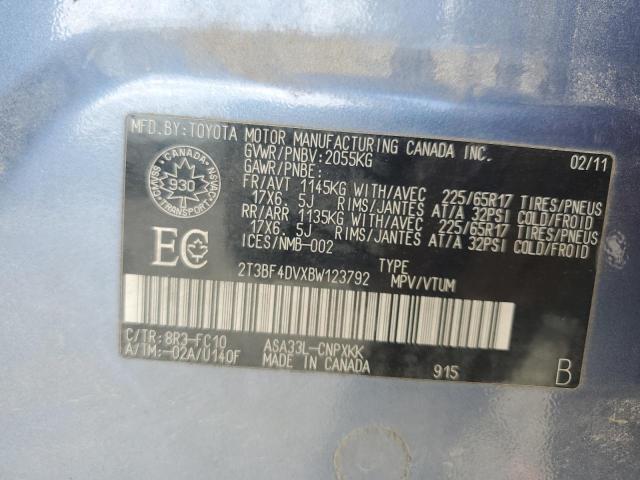 MFD.BY:TOYOTA MOTOR MANUFACTURING CANADA INC.
GVWR/PNBV:2055KG 02/11
GAWR/PNBE:
FR/AVT 1145KG WITH/AVEC 225/65R17 TIRES/PNEUS
17X6.5J RIMS/JANTES AT/A 32PSI COLD/FROID
RR/ARR 1135KG WITH/AVEC 225/65R17 TIRES/PNEUS
17X6.5J RIMS/JANTES AT/A 32PSI COLD/FROID
ICES/NMB-002
930
TRANSPORT
EC
2T3BF4DVXBW123792
TYPE
MPV/VTUM
C/TR:8R3-FC10 ASA33L-CNPXKK
A/TM:-02A/U140F MADE IN CANADA 915 B